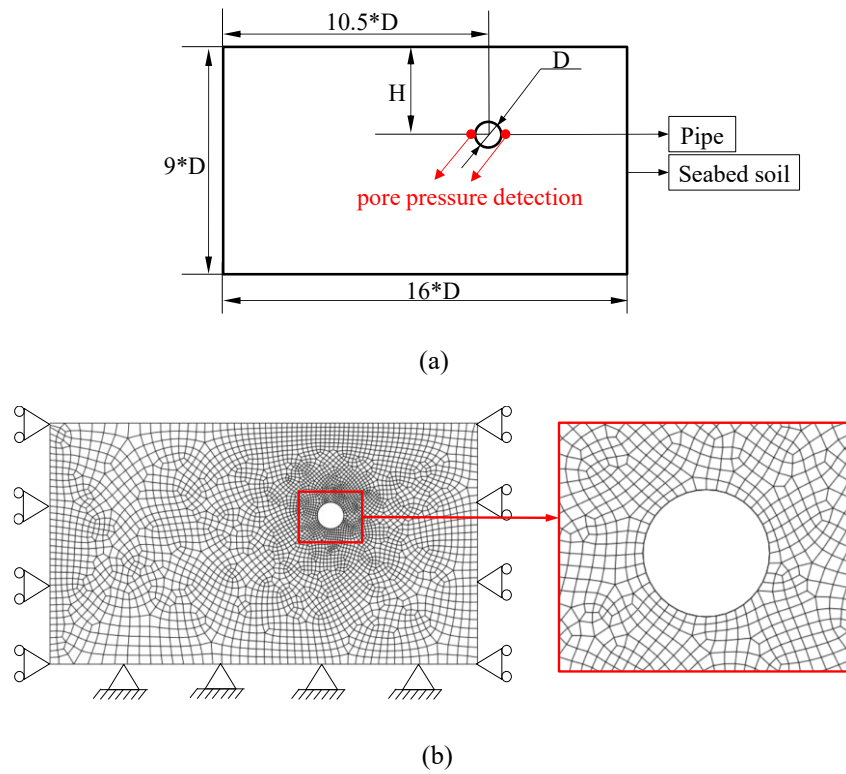 10.5*D
D
H
Pipe
9*D
Seabed soil
pore pressure detection
16*D
(a)
(b)